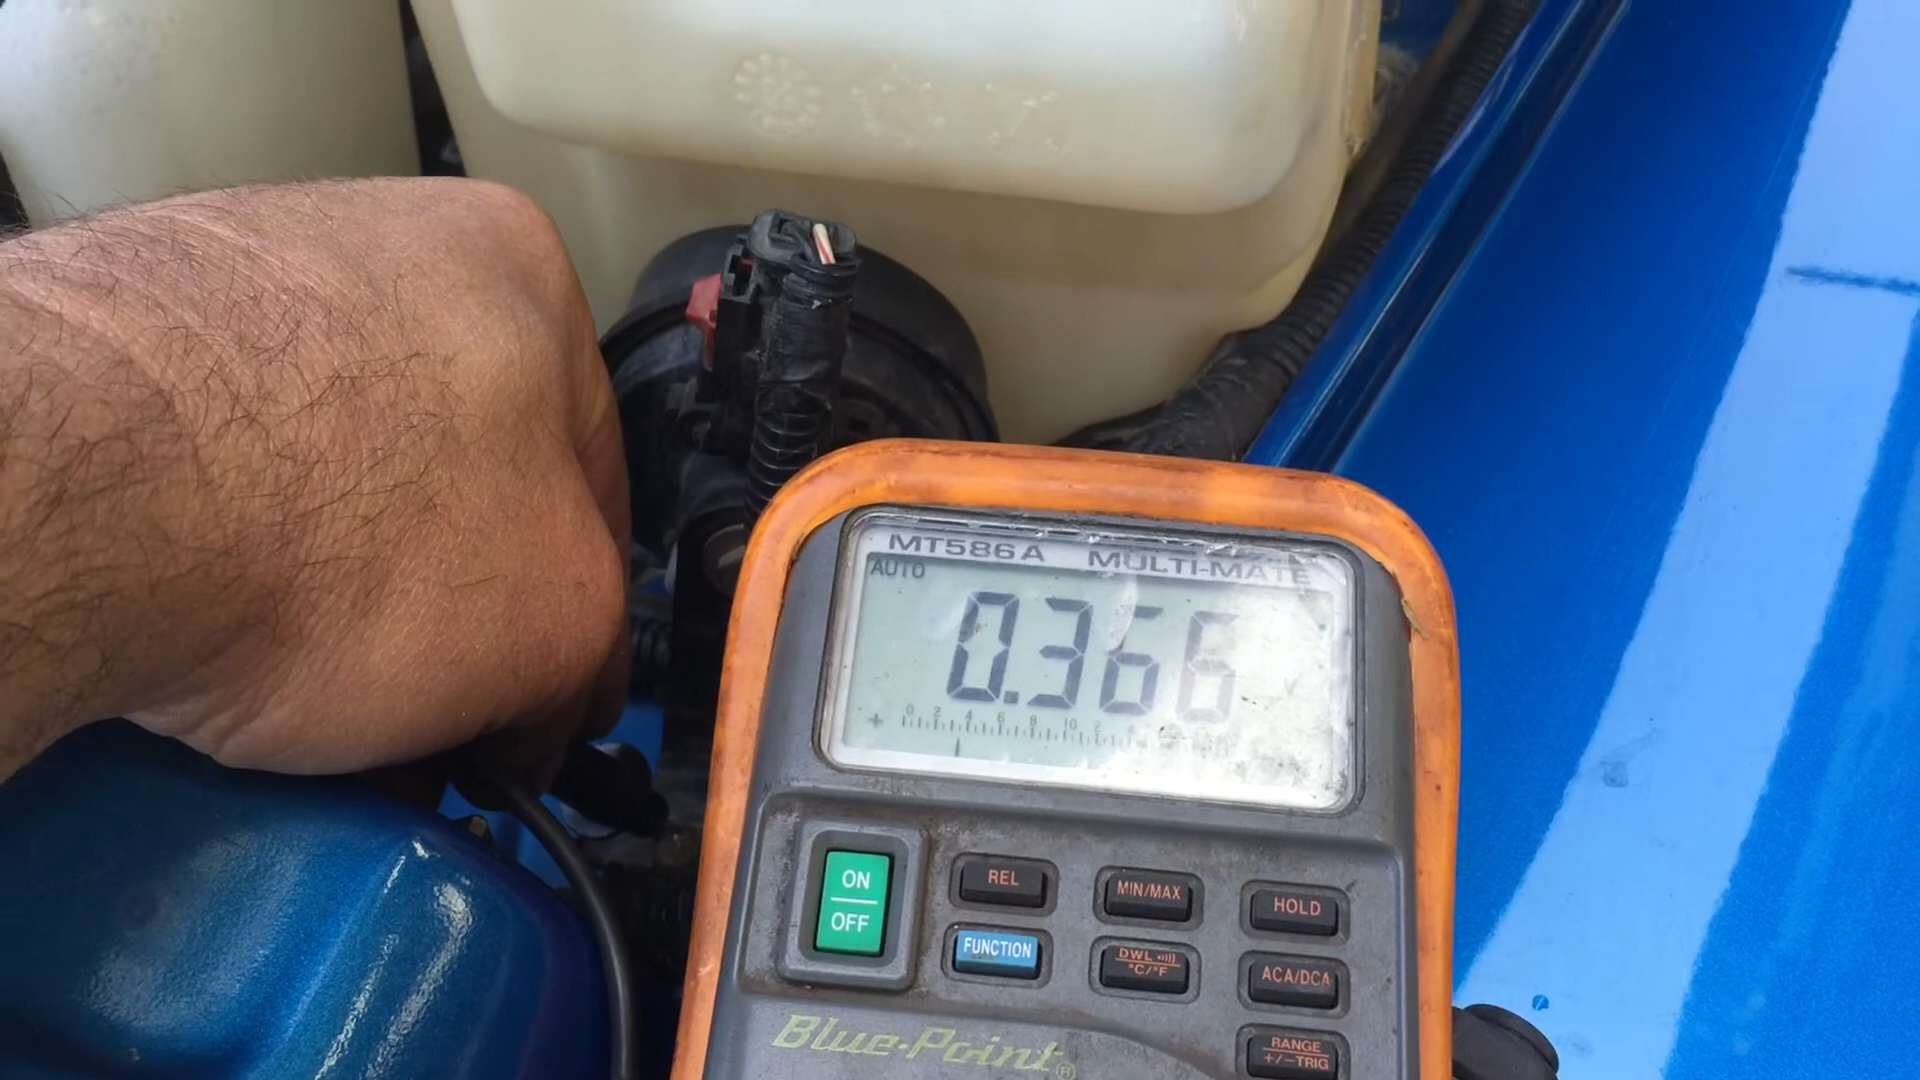 MT586A MULTI-MATE
AUTO
0.366
+ 0 2 4 6 8 10 2
ON
OFF
REL
MIN/MAX
HOLD
FUNCTION
DWL •))))
°C/°F
ACA/DCA
Blue-Point®
RANGE
+/-TRIG